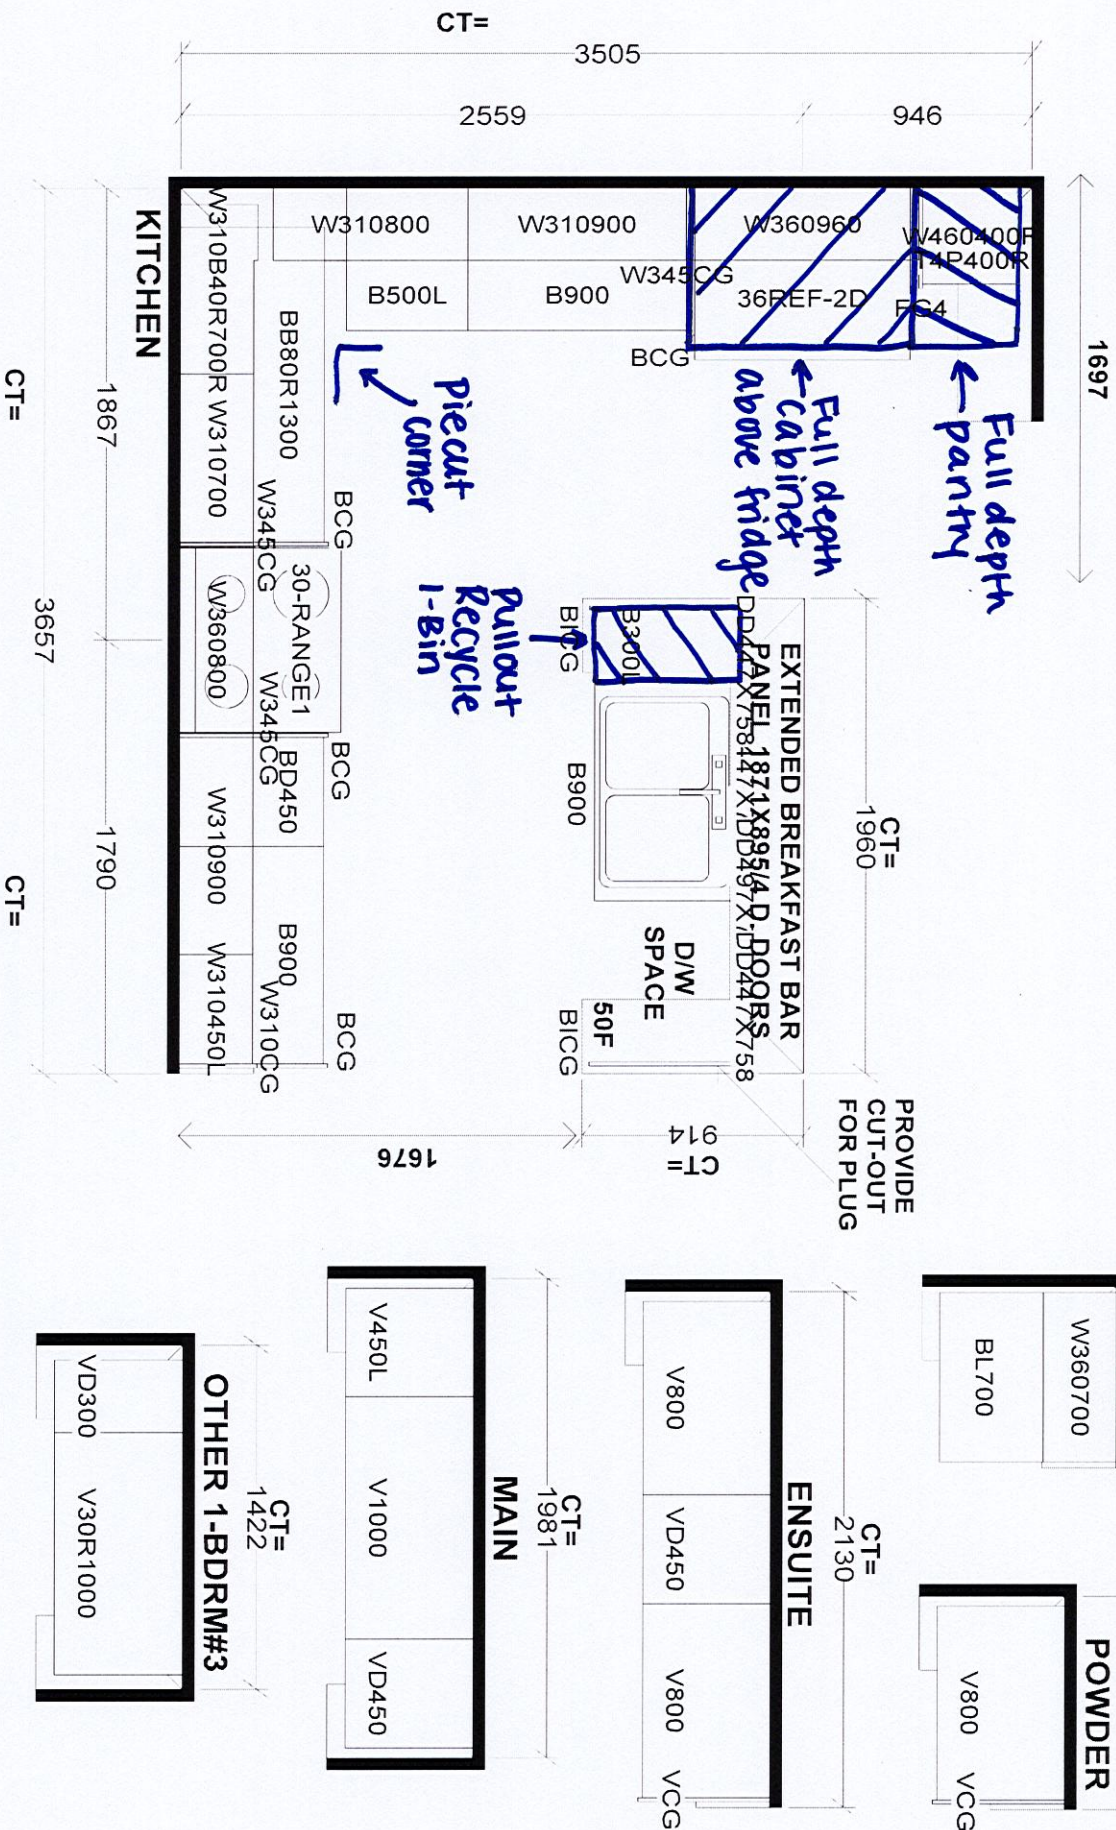 CT=
3505
2559
946
1697
W310800
W310900
W360960
W460400R
14P400R
W345CG
B500L
B900
36REF-2D
FG4
BCG
KITCHEN
W310B40R700R
W310700
BB80R1300
W345CG
BCG
Piecut
corner
Full depth
cabinet
above fridge
Full depth
pantry
Pullout
Recycle
1-Bin
CT=
1867
3657
1790
CT=
30-RANGE1
W360800
W345CG
BCG
BD450
W310900
B900
W310450L
W310CG
BCG
BICG
B300L
B900
EXTENDED BREAKFAST BAR
PANEL 1871X895/4 D. DOORS
CT=
1960
D/W
SPACE
50F
BICG
PROVIDE
CUT-OUT
FOR PLUG
914
CT=
1676
W360700
BL700
POWDER
V800
VCG
CT=
2130
ENSUITE
V800
VD450
V800
VCG
CT=
1981
MAIN
V450L
V1000
VD450
CT=
1422
OTHER 1-BDRM#3
VD300
V30R1000